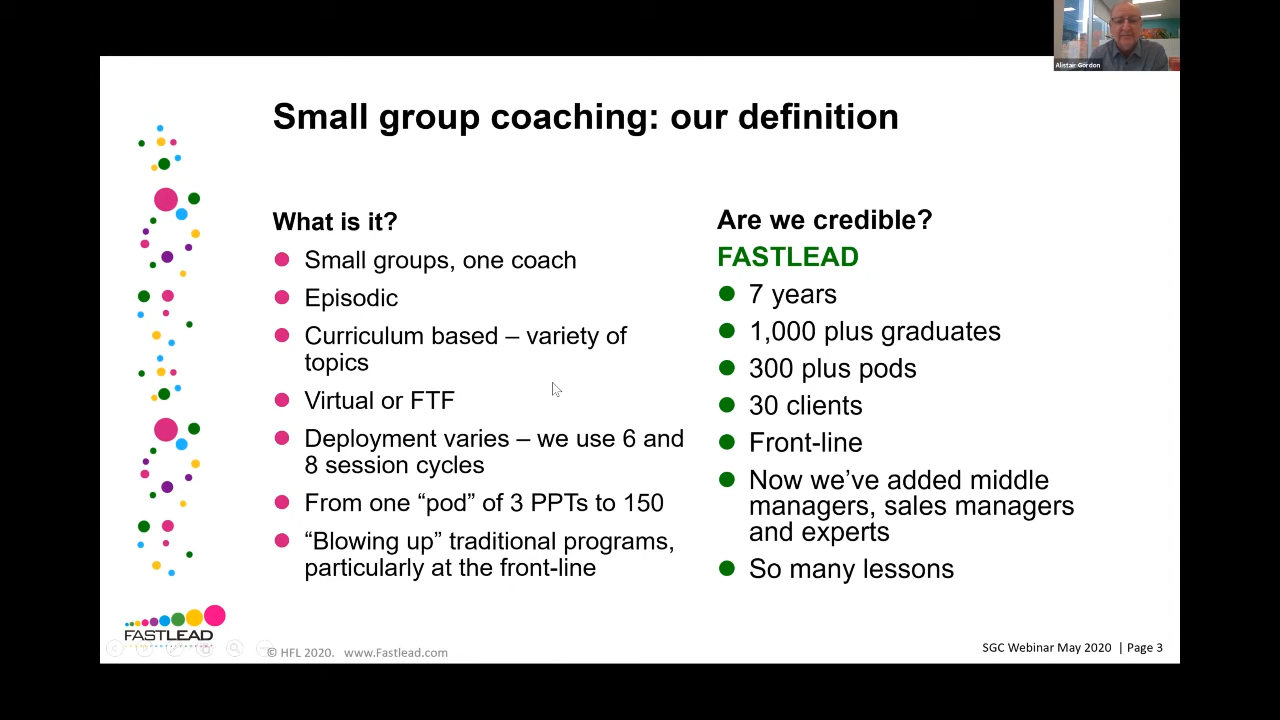 Alistair Gordon
Small group coaching: our definition
What is it?
Small groups, one coach
Episodic
Curriculum based – variety of
topics
Virtual or FTF
Deployment varies – we use 6 and
8 session cycles
From one “pod” of 3 PPTs to 150
“Blowing up” traditional programs,
particularly at the front-line
Are we credible?
FASTLEAD
7 years
1,000 plus graduates
300 plus pods
30 clients
Front-line
Now we’ve added middle
managers, sales managers
and experts
So many lessons
FASTLEAD
© HFL 2020. www.Fastlead.com
SGC Webinar May 2020 | Page 3